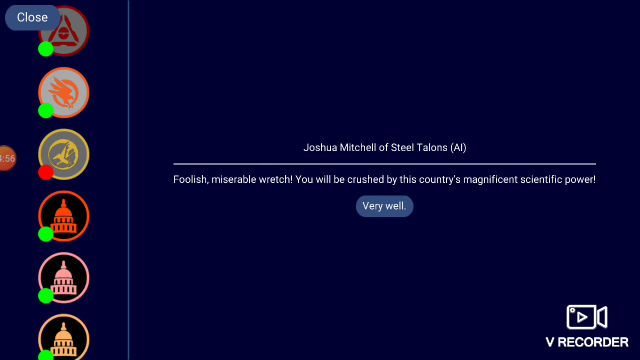 Close
Joshua Mitchell of Steel Talons (AI)
Foolish, miserable wretch! You will be crushed by this country's magnificent scientific power!
:56
Very well.
V RECORDER